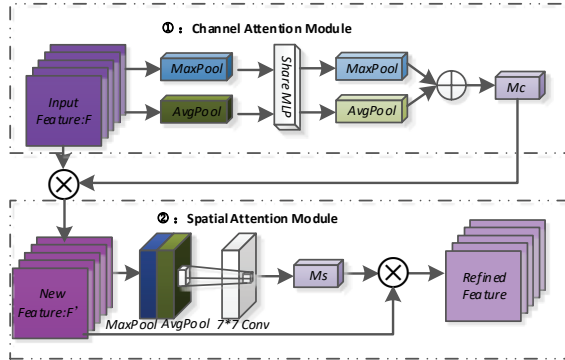 ①：Channel Attention Module
MaxPool
Share MLP
MaxPool
Input
Feature:F
AvgPool
AvgPool
Mc
②：Spatial Attention Module
New
Feature:F'
Ms
Refined
Feature
MaxPool AvgPool 7*7 Conv